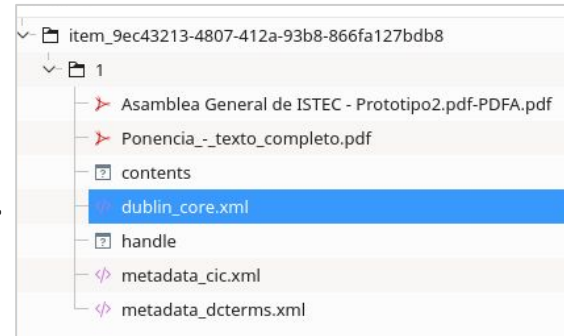 item_9ec43213-4807-412a-93b8-866fa127bdb8
1
Asamblea General de ISTEC - Prototipo2.pdf-PDFA.pdf
Ponencia_-_texto_completo.pdf
contents
dublin_core.xml
handle
metadata_cic.xml
metadata_dcterms.xml